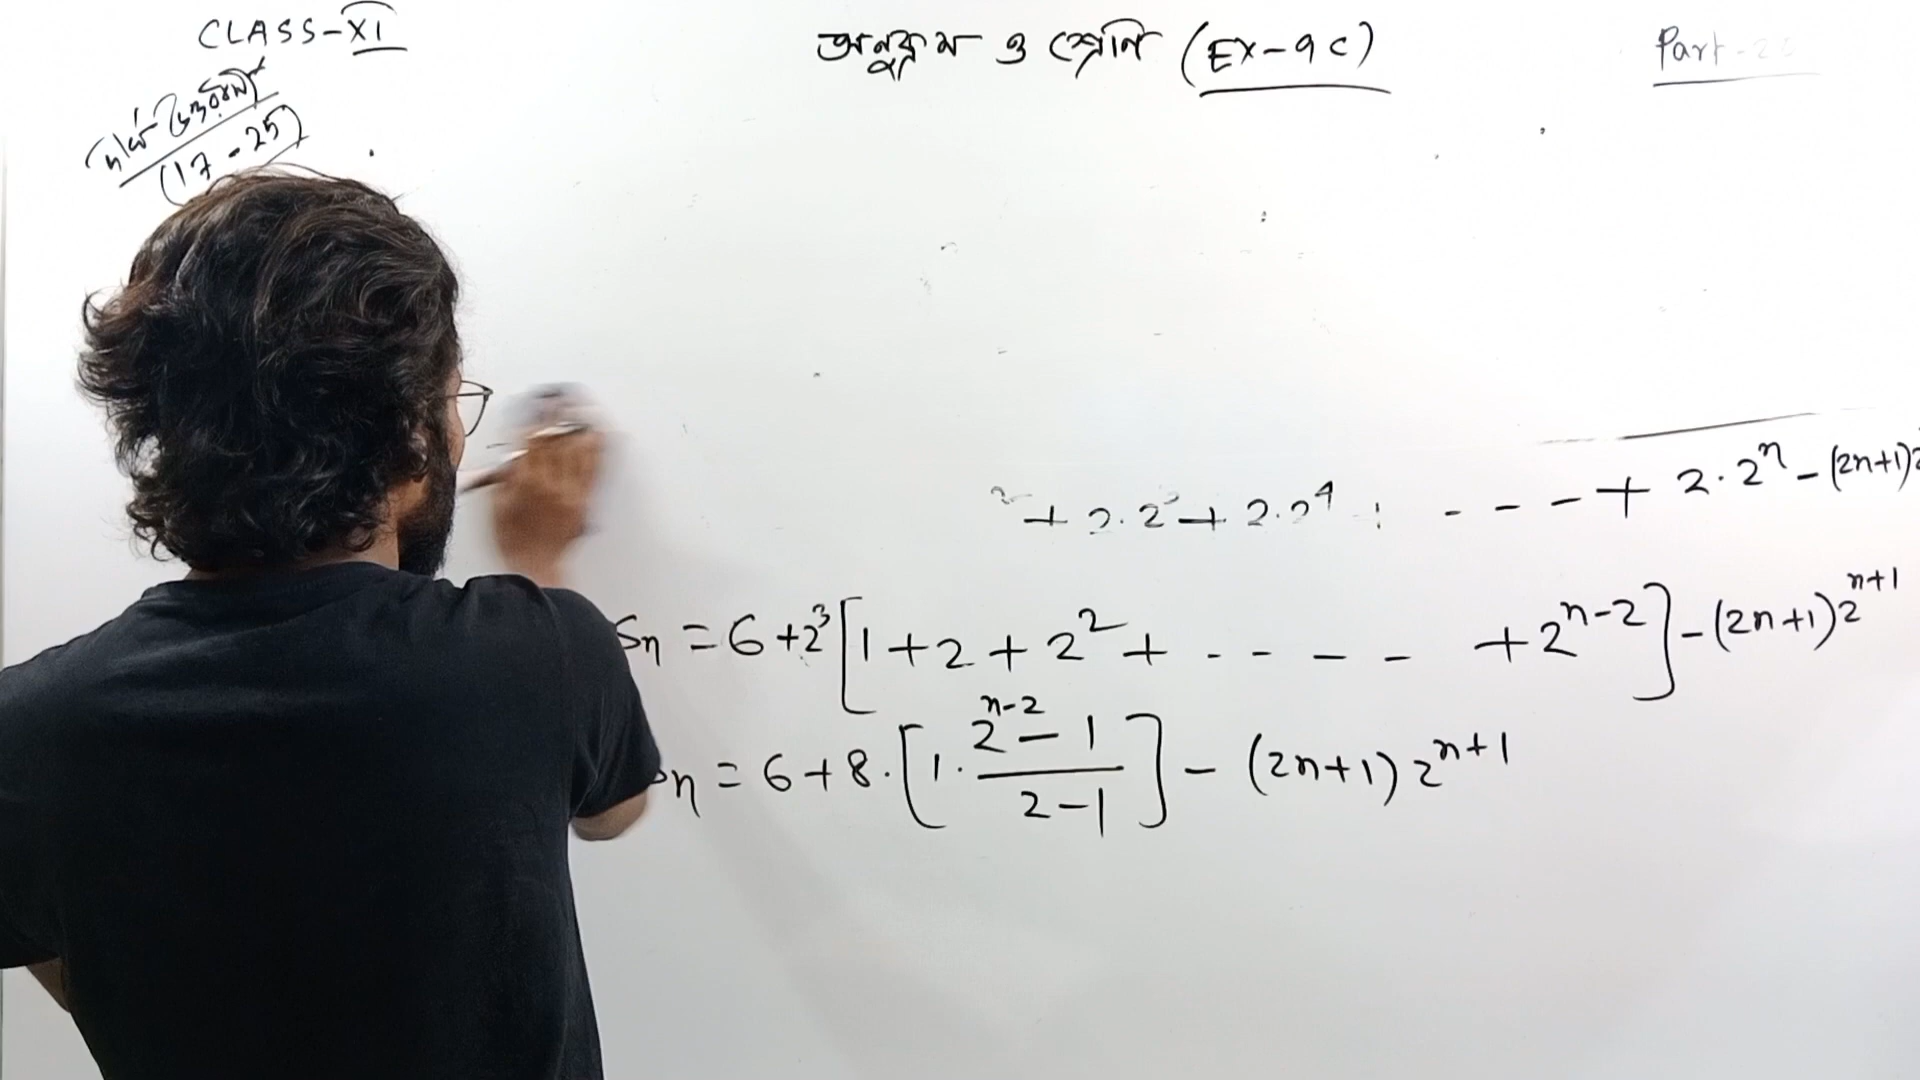 CLASS-XI
অনুক্রম ও শ্রেণি (Ex-9C)
Part-2
(17-25)
2 + 2.2³ + 2.2⁴ : - - - + 2.2ⁿ - (2n+1)2
Sn = 6 + 2³[1 + 2 + 2² + - - - - + 2ⁿ⁻²] - (2n+1)2ⁿ⁺¹
Sn = 6 + 8.[1. (2ⁿ⁻² - 1)/(2-1)] - (2n+1)2ⁿ⁺¹